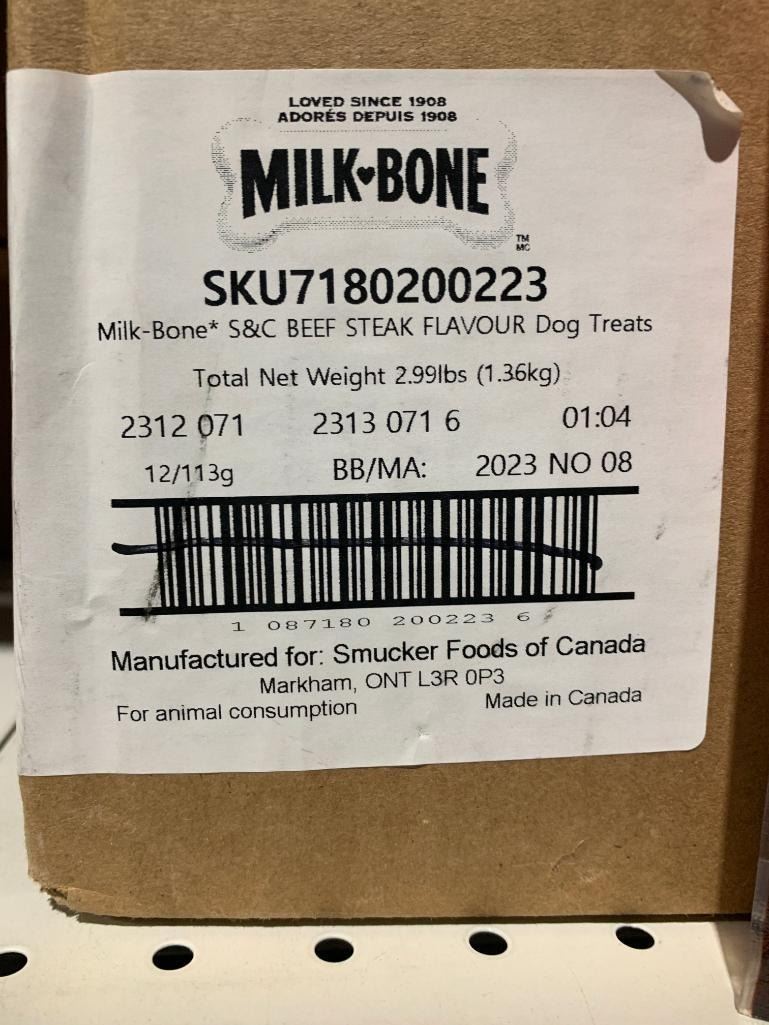 LOVED SINCE 1908
ADORÉS DEPUIS 1908
MILK♥BONE
TM
MC
SKU7180200223
Milk-Bone* S&C BEEF STEAK FLAVOUR Dog Treats
Total Net Weight 2.99lbs (1.36kg)
2312 071 2313 071 6 01:04
12/113g BB/MA: 2023 NO 08
1 087180 200223 6
Manufactured for: Smucker Foods of Canada
Markham, ONT L3R 0P3
For animal consumption Made in Canada